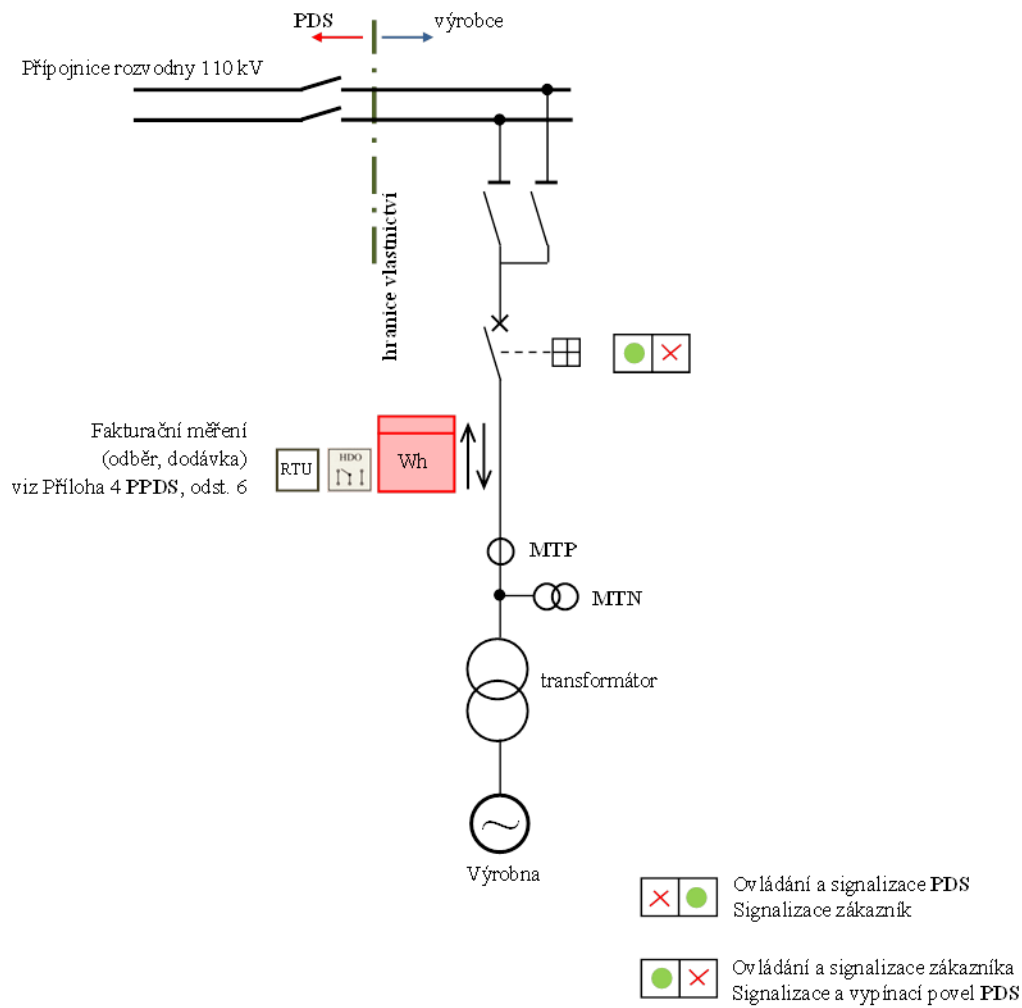 PDS
výrobce
Přípojnice rozvodny 110 kV
hranice vlastnictví
Fakturační měření
(odběr, dodávka)
viz Příloha 4 PPDS, odst. 6
RTU
HDO
Wh
MTP
MTN
transformátor
Výrobna
Ovládání a signalizace PDS
Signalizace zákazník
Ovládání a signalizace zákazníka
Signalizace a vypínací povel PDS